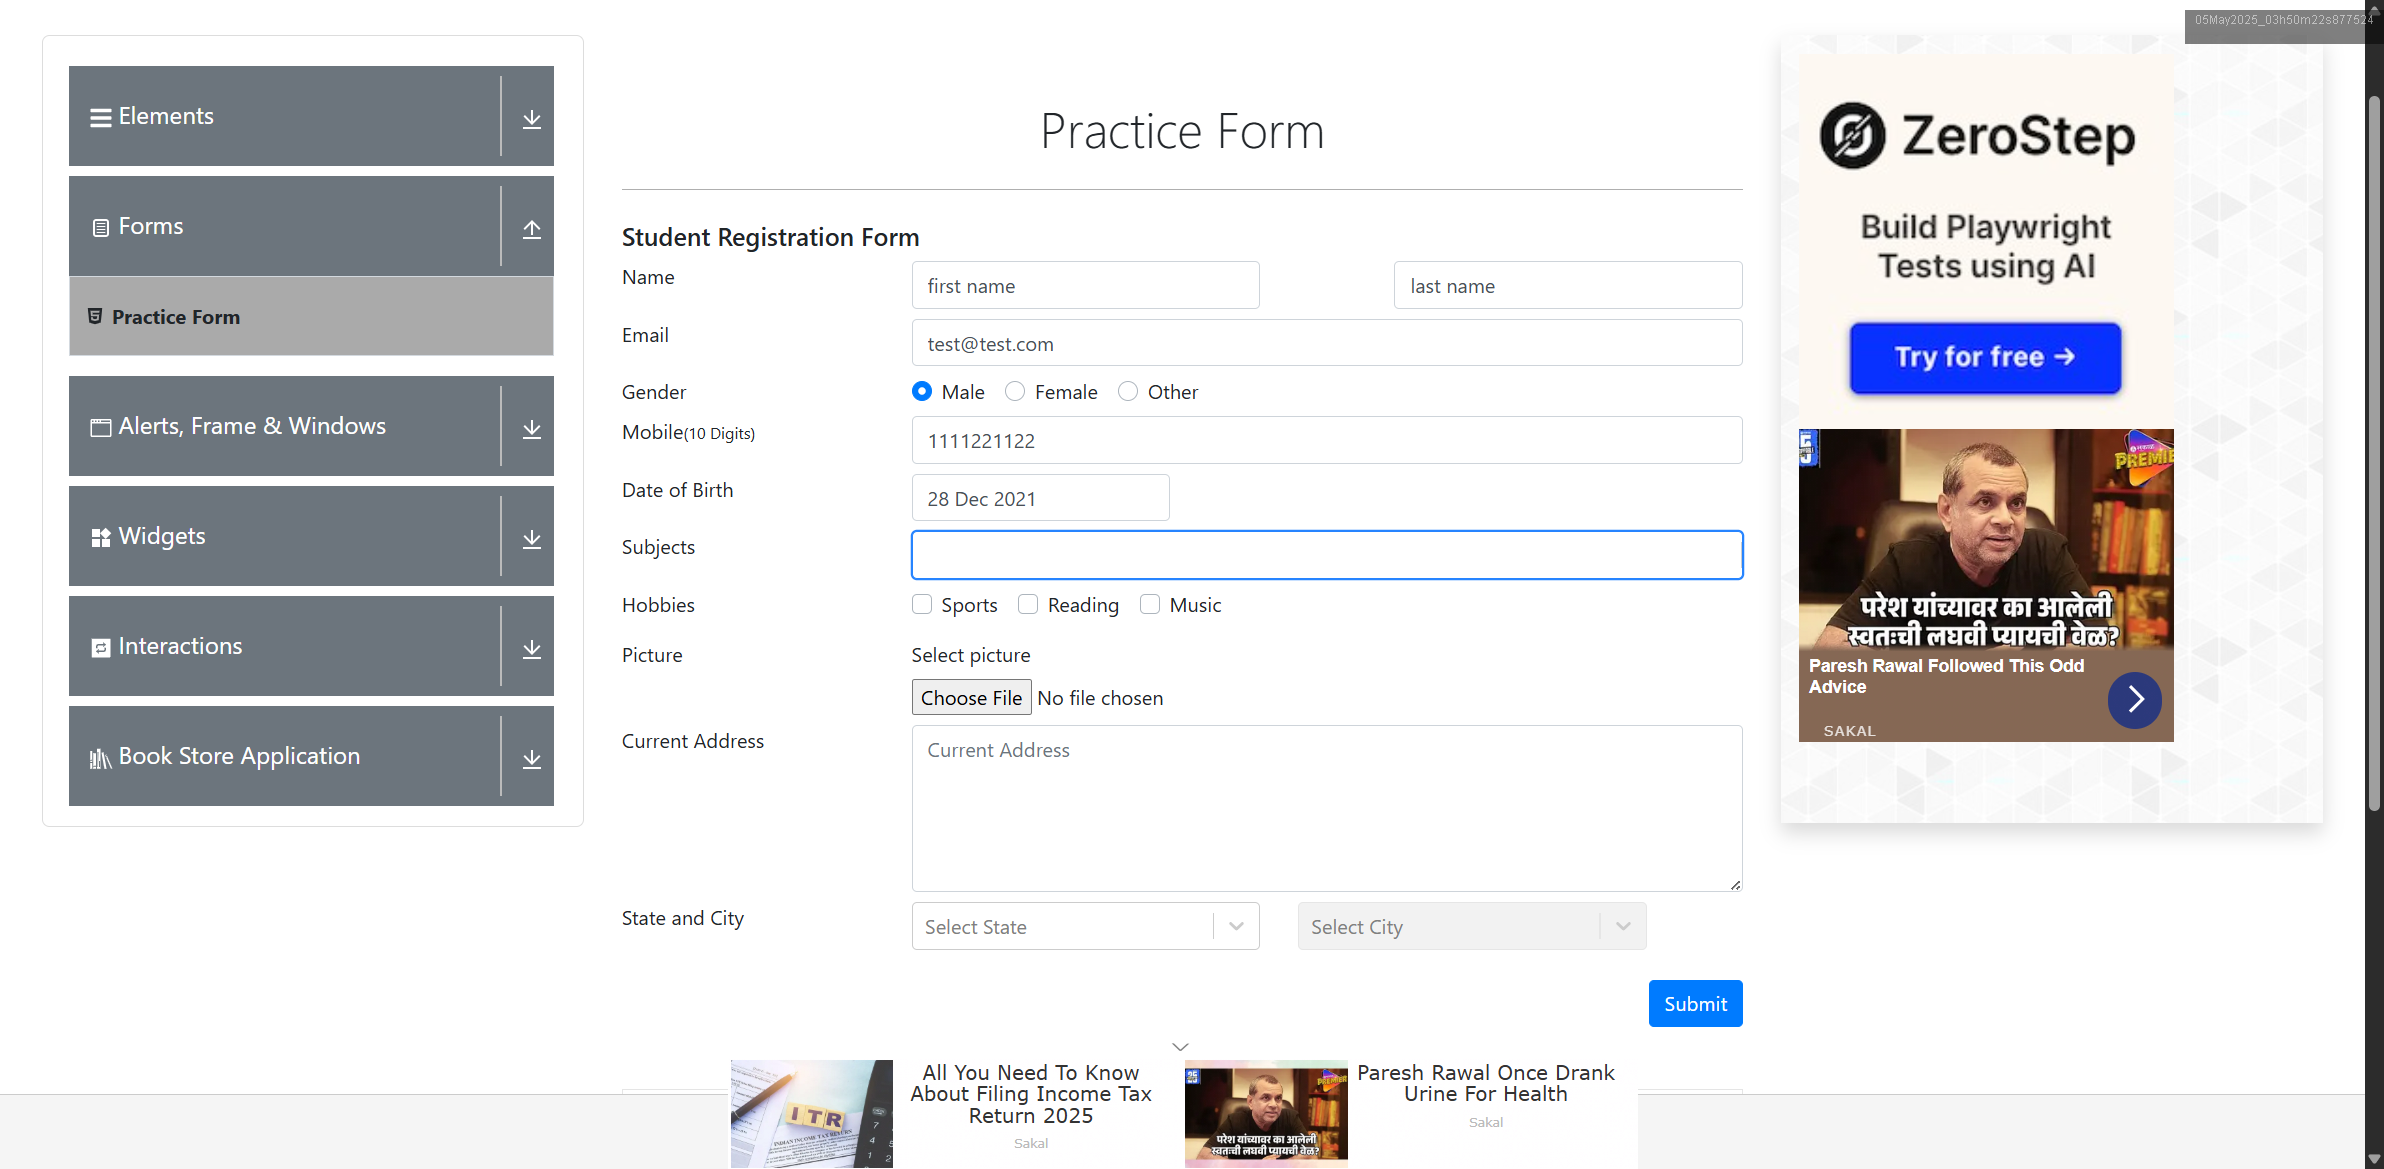 05May2025_03h50m22s877524
Elements
Forms
Practice Form
Alerts, Frame & Windows
Widgets
Interactions
Book Store Application
Practice Form
Student Registration Form
Name
first name
last name
Email
test@test.com
Gender
Male
Female
Other
Mobile(10 Digits)
1111221122
Date of Birth
28 Dec 2021
Subjects
Hobbies
Sports
Reading
Music
Picture
Select picture
Choose File No file chosen
Current Address
Current Address
State and City
Select State
Select City
Submit
ZeroStep
Build Playwright
Tests using AI
Try for free →
PREMIE
परेश यांच्यावर का आलेली
स्वतःची लघवी प्यायची वेळ?
Paresh Rawal Followed This Odd
Advice
SAKAL
ITR
INDIAN INCOME TAX RETURN
All You Need To Know
About Filing Income Tax
Return 2025
Sakal
PREMIER
परेश यांच्यावर का आलेली
स्वतःची लघवी प्यायची वेळ?
Paresh Rawal Once Drank
Urine For Health
Sakal